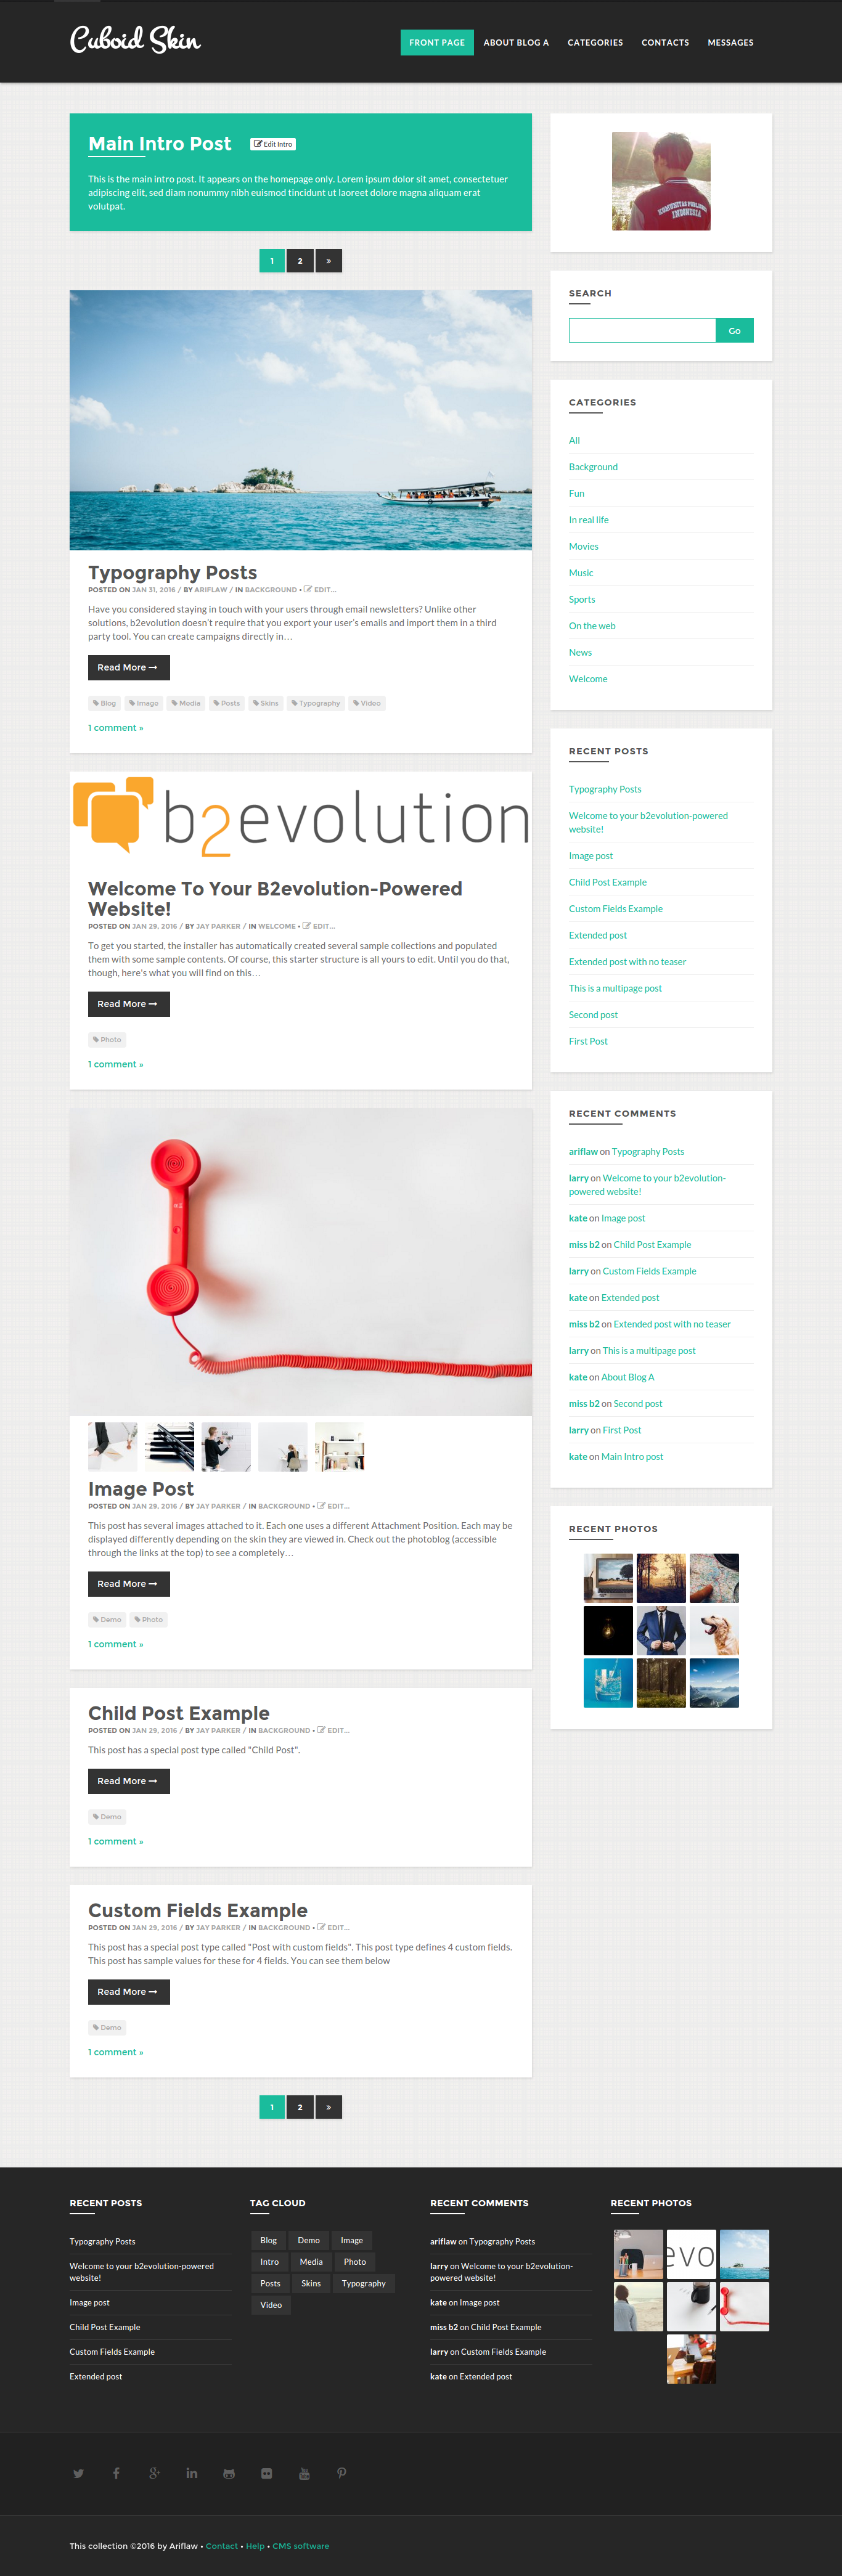 Cuboid Skin
FRONT PAGE
ABOUT BLOG A
CATEGORIES
CONTACTS
MESSAGES
Main Intro Post
Edit Intro
This is the main intro post. It appears on the homepage only. Lorem ipsum dolor sit amet, consectetuer
adipiscing elit, sed diam nonummy nibh euismod tincidunt ut laoreet dolore magna aliquam erat
volutpat.
1 2 »
Typography Posts
POSTED ON JAN 31, 2016 / BY ARIFLAW / IN BACKGROUND • EDIT...
Have you considered staying in touch with your users through email newsletters? Unlike other
solutions, b2evolution doesn't require that you export your user's emails and import them in a third
party tool. You can create campaigns directly in…
Read More
Blog Image Media Posts Skins Typography Video
1 comment »
b2evolution
Welcome To Your B2evolution-Powered
Website!
POSTED ON JAN 29, 2016 / BY JAY PARKER / IN WELCOME • EDIT...
To get you started, the installer has automatically created several sample collections and populated
them with some sample contents. Of course, this starter structure is all yours to edit. Until you do that,
though, here's what you will find on this…
Read More
Photo
1 comment »
Image Post
POSTED ON JAN 29, 2016 / BY JAY PARKER / IN BACKGROUND • EDIT...
This post has several images attached to it. Each one uses a different Attachment Position. Each may be
displayed differently depending on the skin they are viewed in. Check out the photoblog (accessible
through the links at the top) to see a completely…
Read More
Demo Photo
1 comment »
Child Post Example
POSTED ON JAN 29, 2016 / BY JAY PARKER / IN BACKGROUND • EDIT...
This post has a special post type called "Child Post".
Read More
Demo
1 comment »
Custom Fields Example
POSTED ON JAN 29, 2016 / BY JAY PARKER / IN BACKGROUND • EDIT...
This post has a special post type called "Post with custom fields". This post type defines 4 custom fields.
This post has sample values for these for 4 fields. You can see them below
Read More
Demo
1 comment »
1 2 »
KOMUNITAS PUBLISHER
INDONESIA
SEARCH
Go
CATEGORIES
All
Background
Fun
In real life
Movies
Music
Sports
On the web
News
Welcome
RECENT POSTS
Typography Posts
Welcome to your b2evolution-powered
website!
Image post
Child Post Example
Custom Fields Example
Extended post
Extended post with no teaser
This is a multipage post
Second post
First Post
RECENT COMMENTS
ariflaw on Typography Posts
larry on Welcome to your b2evolution-
powered website!
kate on Image post
miss b2 on Child Post Example
larry on Custom Fields Example
kate on Extended post
miss b2 on Extended post with no teaser
larry on This is a multipage post
kate on About Blog A
miss b2 on Second post
larry on First Post
kate on Main Intro post
RECENT PHOTOS
RECENT POSTS
Typography Posts
Welcome to your b2evolution-powered
website!
Image post
Child Post Example
Custom Fields Example
Extended post
TAG CLOUD
Blog Demo Image
Intro Media Photo
Posts Skins Typography
Video
RECENT COMMENTS
ariflaw on Typography Posts
larry on Welcome to your b2evolution-
powered website!
kate on Image post
miss b2 on Child Post Example
larry on Custom Fields Example
kate on Extended post
RECENT PHOTOS
evo
This collection ©2016 by Ariflaw • Contact • Help • CMS software